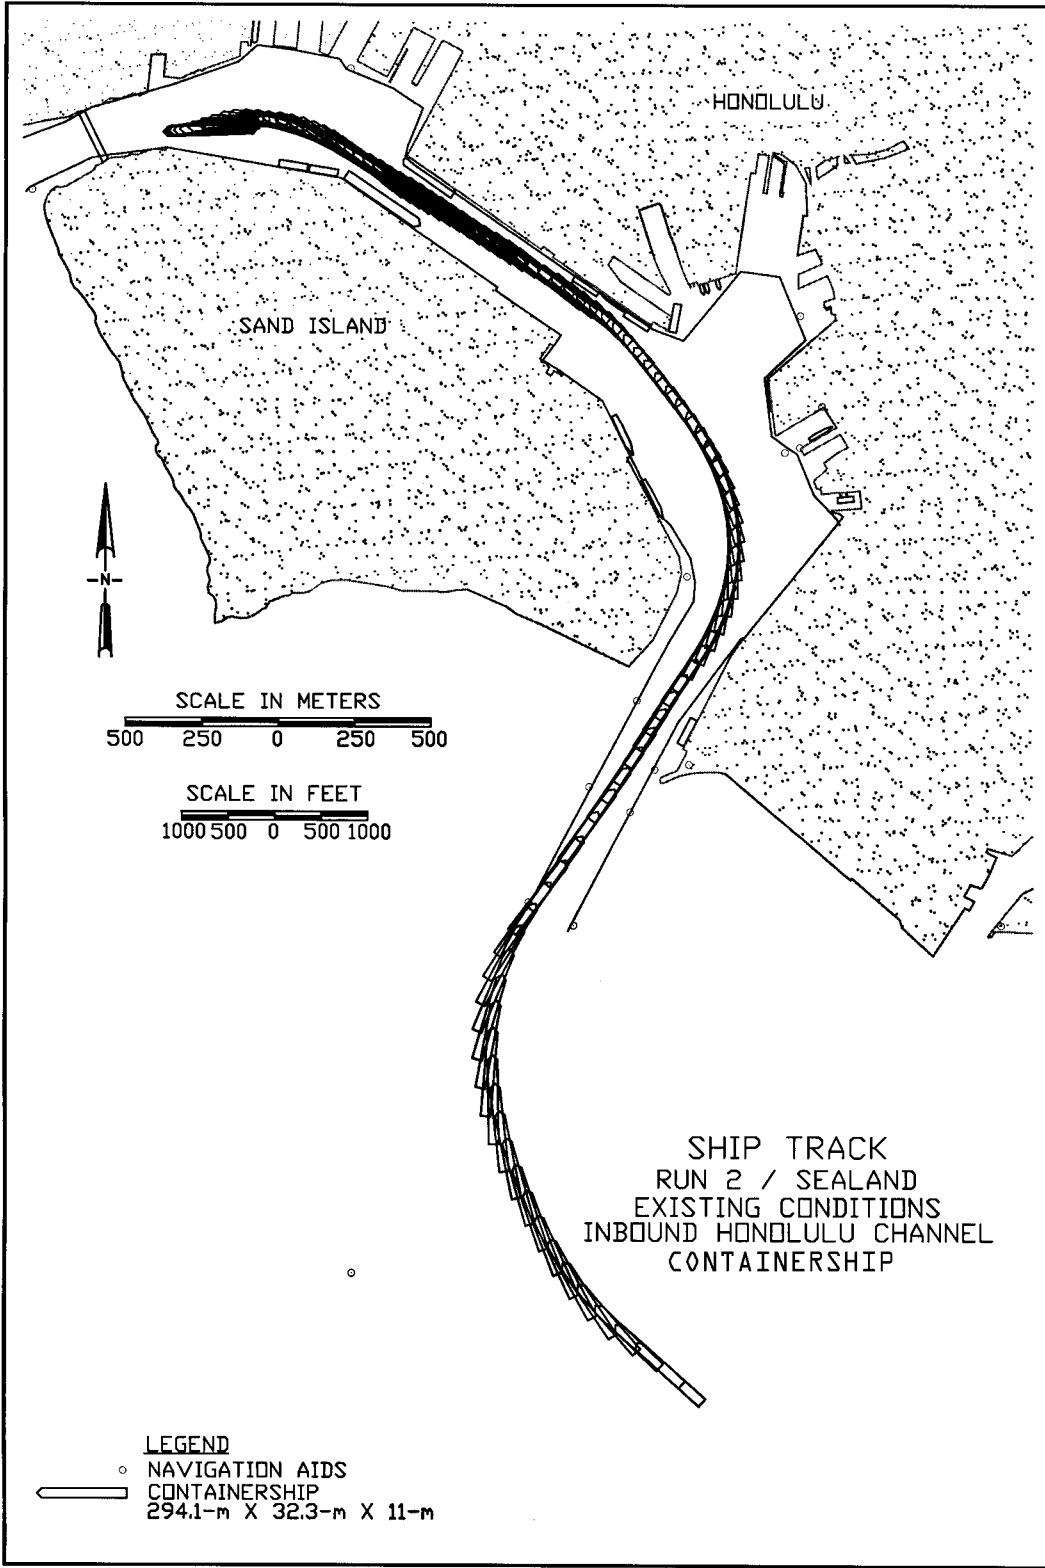 HONOLULU
SAND ISLAND
-N-
SCALE IN METERS
500 250 0 250 500
SCALE IN FEET
1000 500 0 500 1000
SHIP TRACK
RUN 2 / SEALAND
EXISTING CONDITIONS
INBOUND HONOLULU CHANNEL
CONTAINERSHIP
LEGEND
NAVIGATION AIDS
CONTAINERSHIP
294.1-m X 32.3-m X 11-m